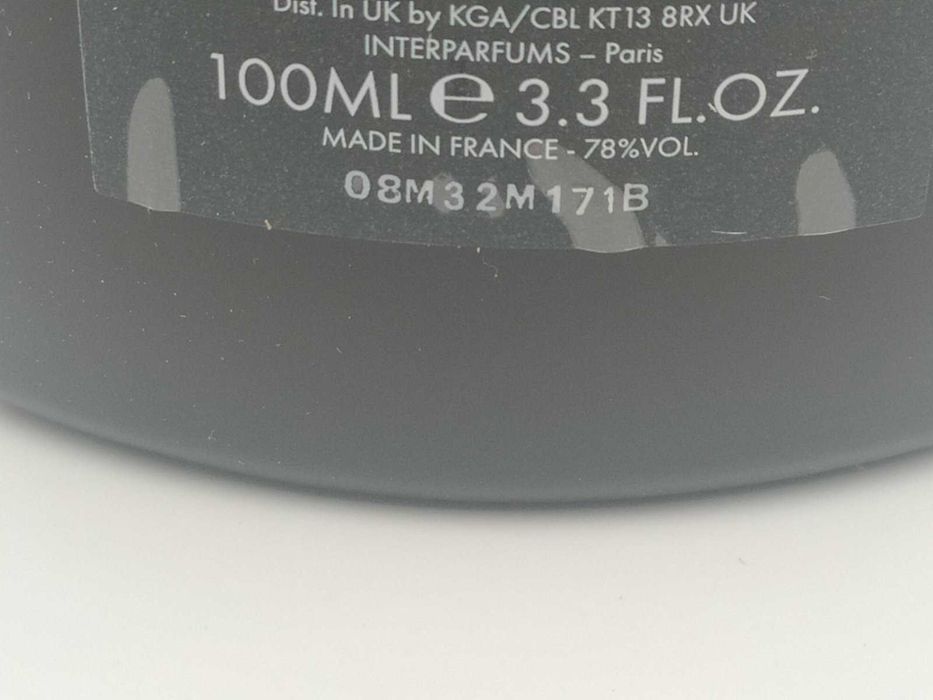 Dist. In UK by KGA/CBL KT13 8RX UK
INTERPARFUMS – Paris
100ML ℮ 3.3 FL.OZ.
MADE IN FRANCE - 78%VOL.
08M32M171B